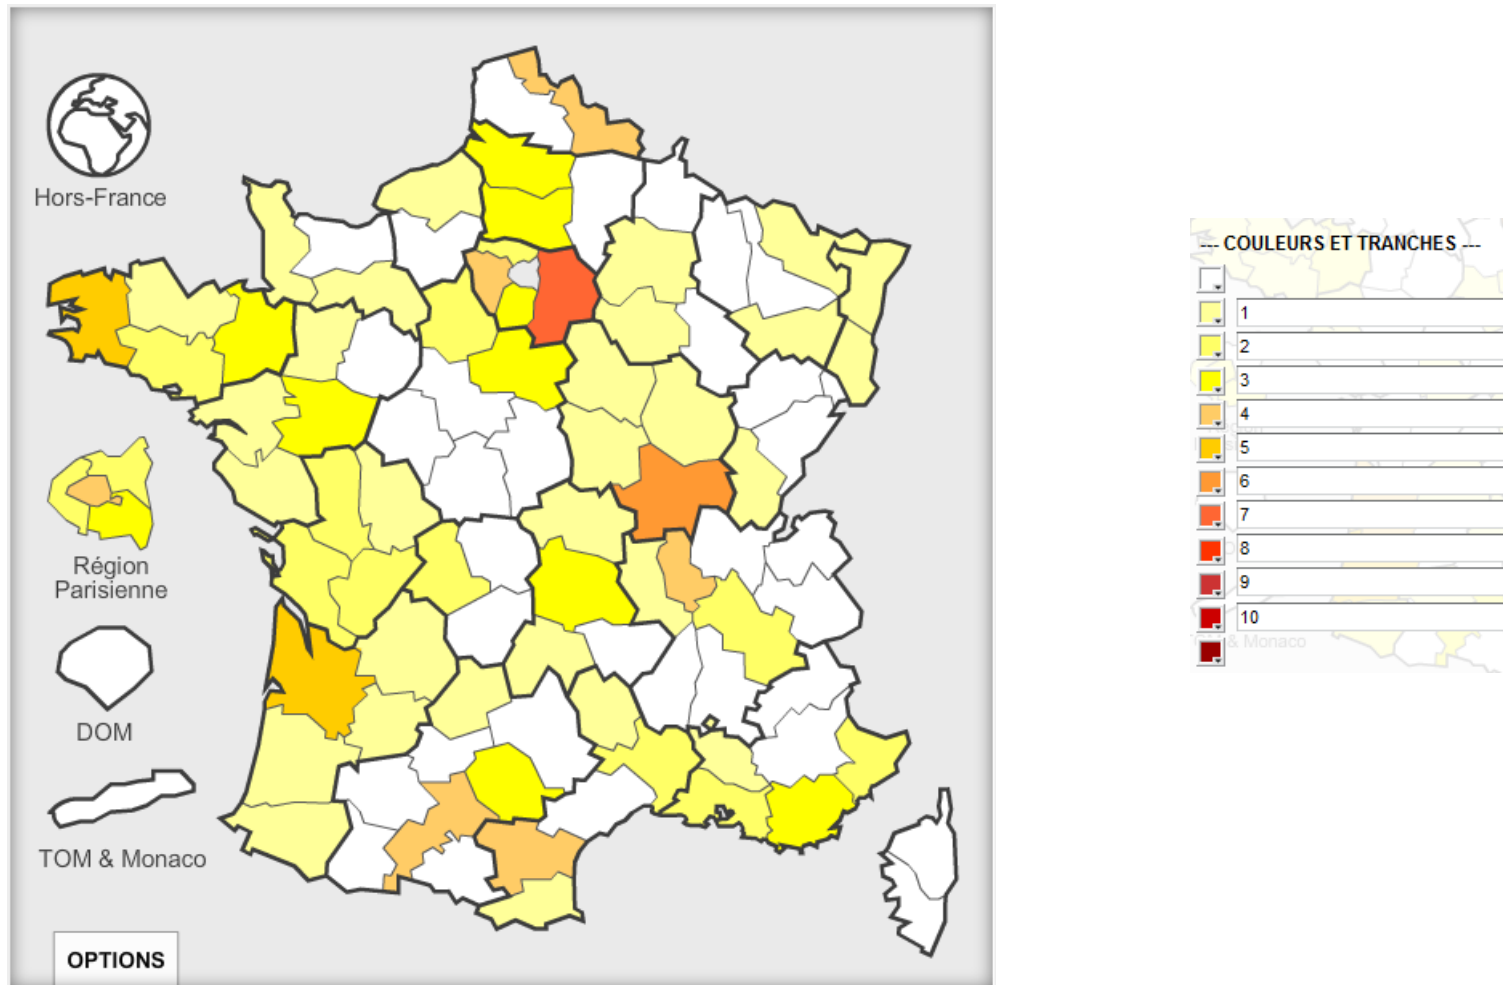 Hors-France
Région
Parisienne
DOM
TOM & Monaco
OPTIONS
--- COULEURS ET TRANCHES ---
1
2
3
4
5
6
7
8
9
10
& Monaco